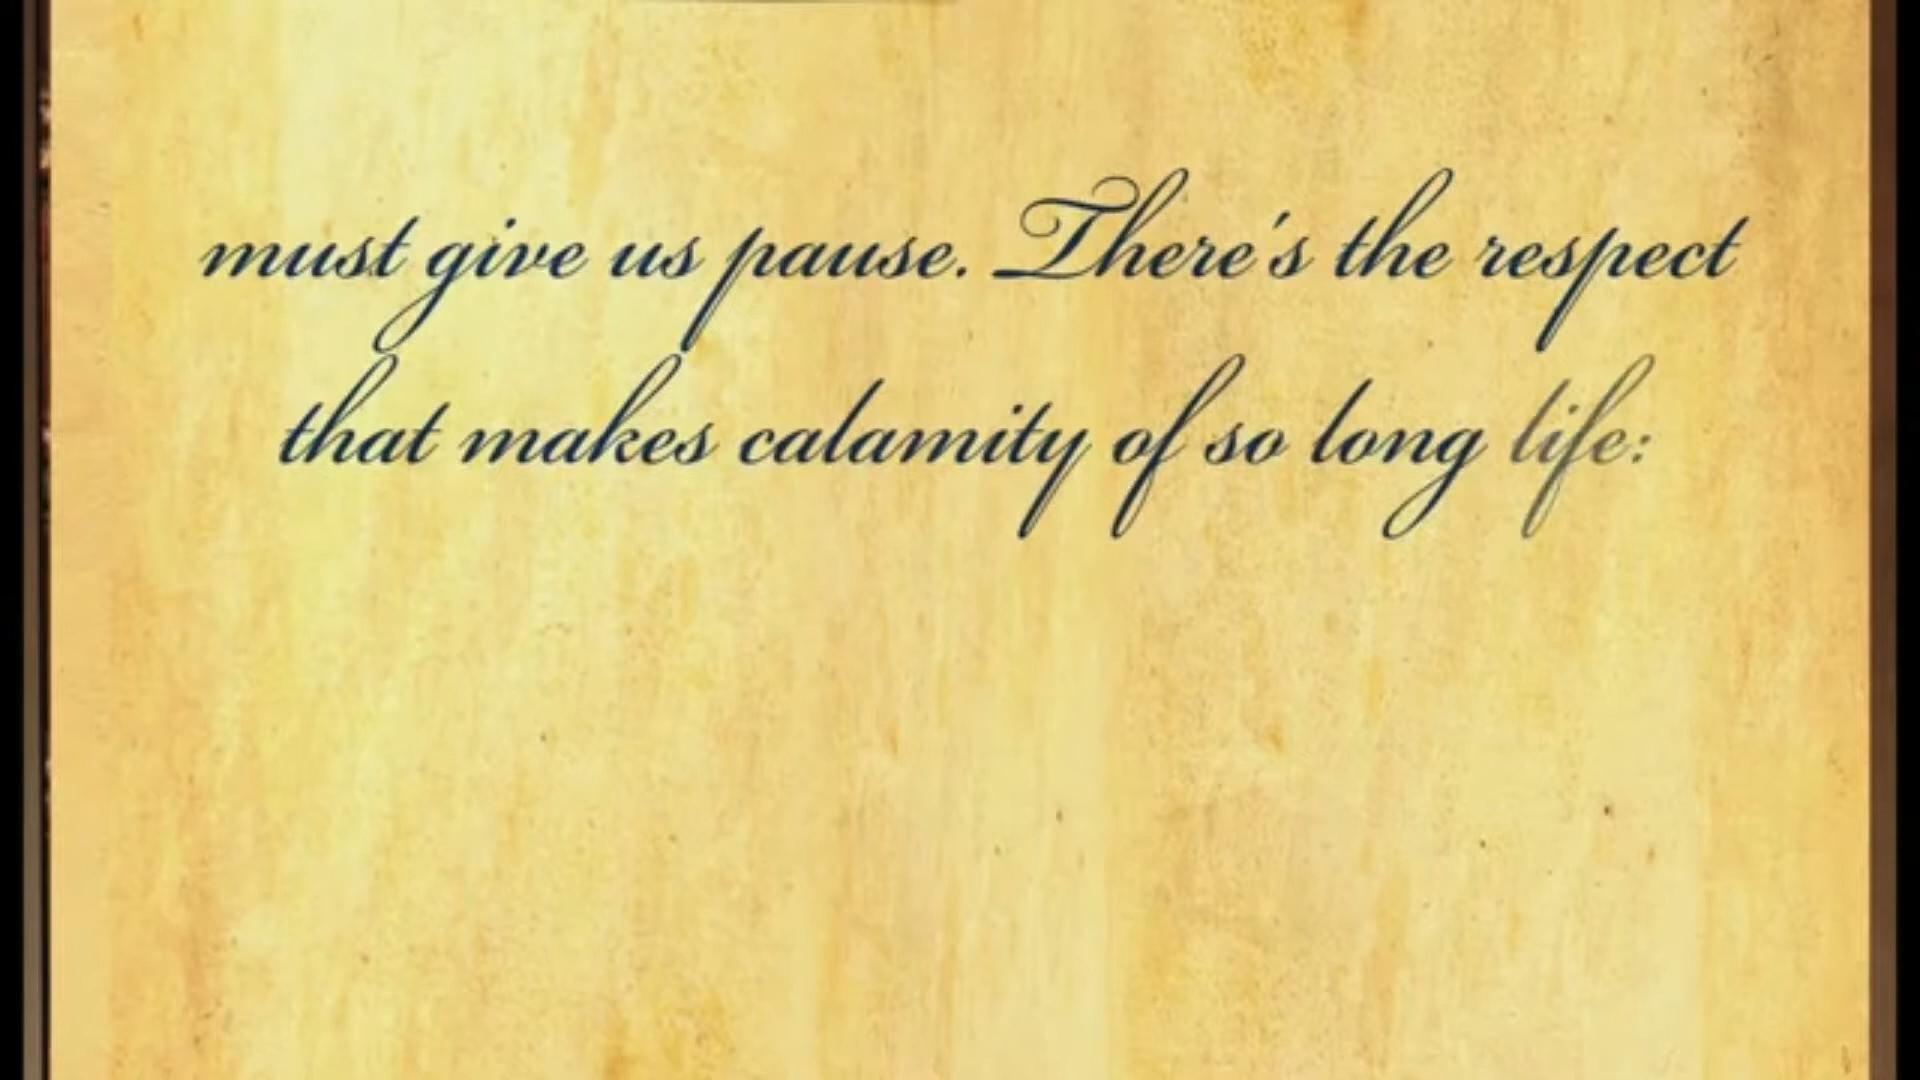 must give us pause. There's the respect
that makes calamity of so long life: